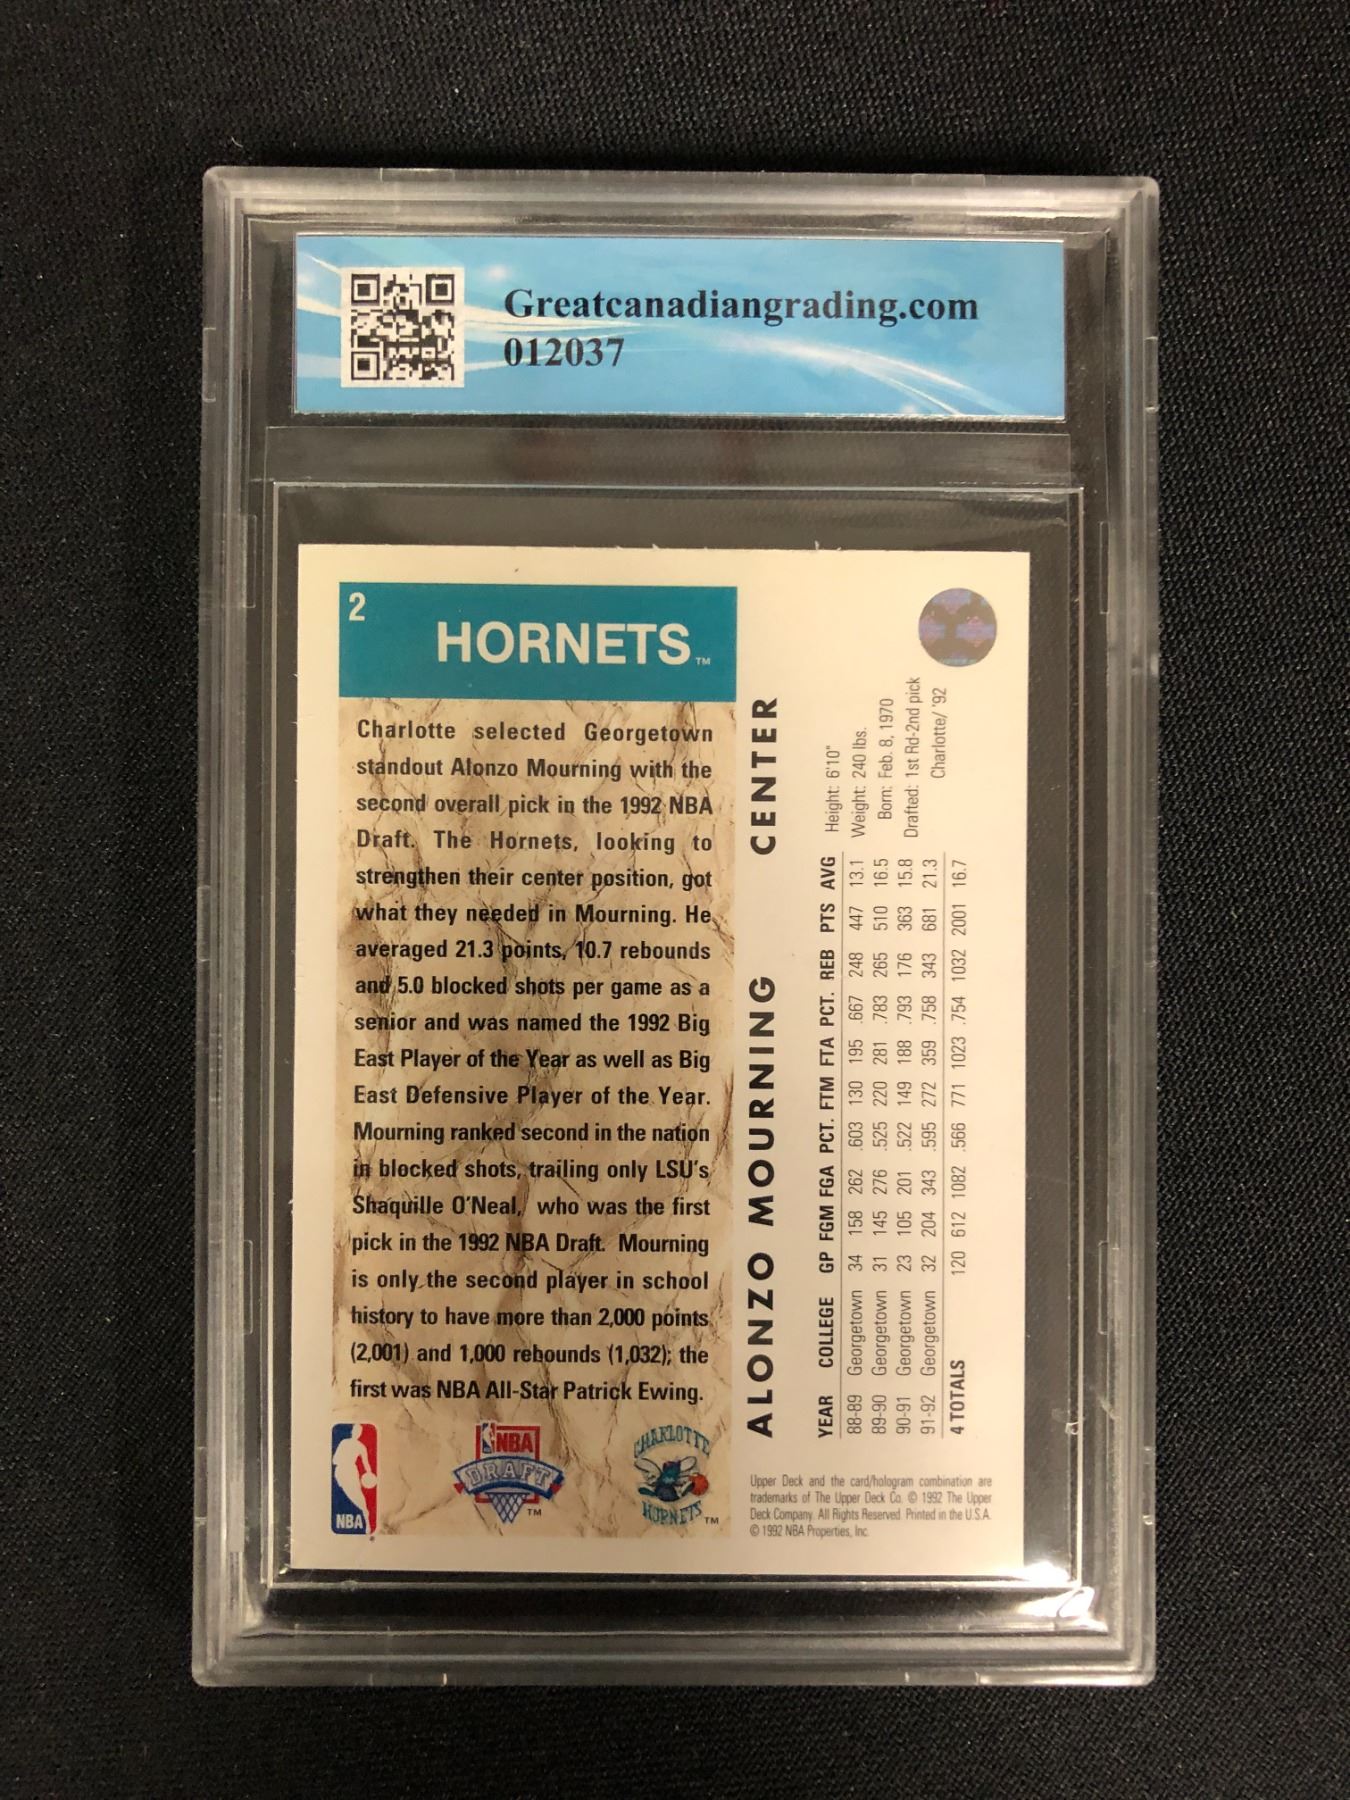 Greatcanadiangrading.com
012037
2
HORNETS™
Charlotte selected Georgetown
standout Alonzo Mourning with the
second overall pick in the 1992 NBA
Draft. The Hornets, looking to
strengthen their center position, got
what they needed in Mourning. He
averaged 21.3 points, 10.7 rebounds
and 5.0 blocked shots per game as a
senior and was named the 1992 Big
East Player of the Year as well as Big
East Defensive Player of the Year.
Mourning ranked second in the nation
in blocked shots, trailing only LSU's
Shaquille O'Neal, who was the first
pick in the 1992 NBA Draft. Mourning
is only the second player in school
history to have more than 2,000 points
(2,001) and 1,000 rebounds (1,032); the
first was NBA All-Star Patrick Ewing.
NBA
NBA
DRAFT
™
CHARLOTTE
HORNETS
™
ALONZO MOURNING CENTER
Height: 6'10"
Weight: 240 lbs.
Born: Feb. 8, 1970
Drafted: 1st Rd-2nd pick
Charlotte/ '92
YEAR COLLEGE GP FGM FGA PCT. FTM FTA PCT. REB PTS AVG
88-89 Georgetown 34 158 262 .603 130 195 .667 248 447 13.1
89-90 Georgetown 31 145 276 .525 220 281 .783 265 510 16.5
90-91 Georgetown 23 105 201 .522 149 188 .793 176 363 15.8
91-92 Georgetown 32 204 343 .595 272 359 .758 343 681 21.3
4 TOTALS 120 612 1082 .566 771 1023 .754 1032 2001 16.7
Upper Deck and the card/hologram combination are
trademarks of The Upper Deck Co. © 1992 The Upper
Deck Company. All Rights Reserved. Printed in the U.S.A.
© 1992 NBA Properties, Inc.